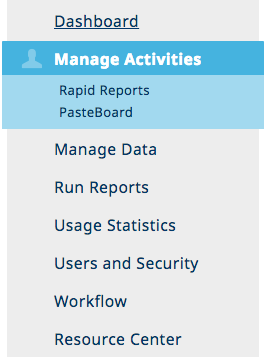 Dashboard
Manage Activities
Rapid Reports
PasteBoard
Manage Data
Run Reports
Usage Statistics
Users and Security
Workflow
Resource Center